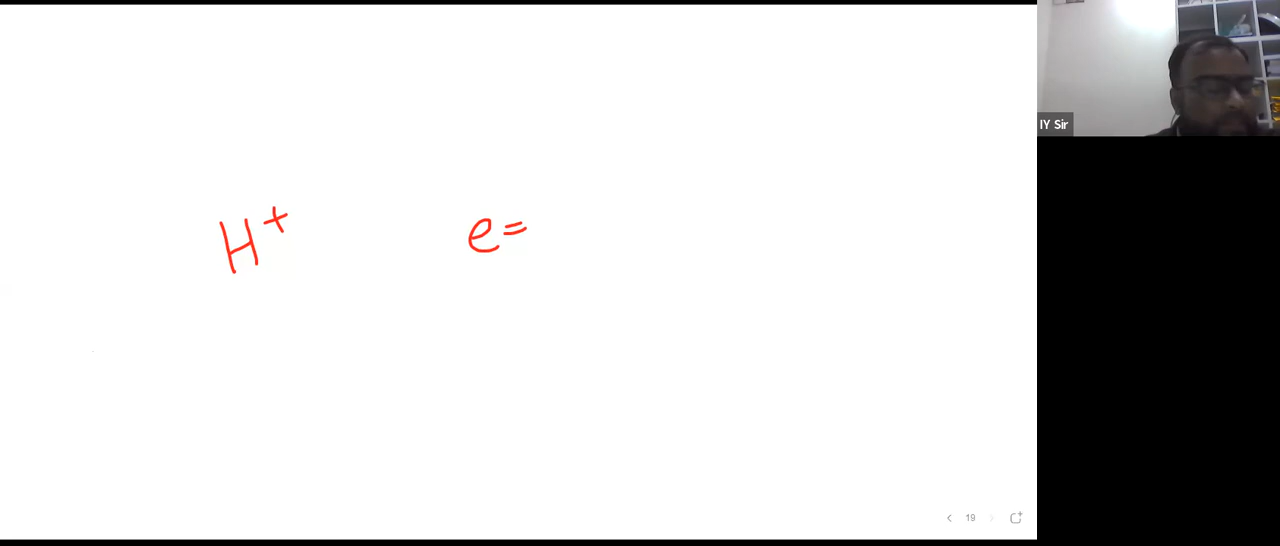 H⁺ e=
IY Sir
19